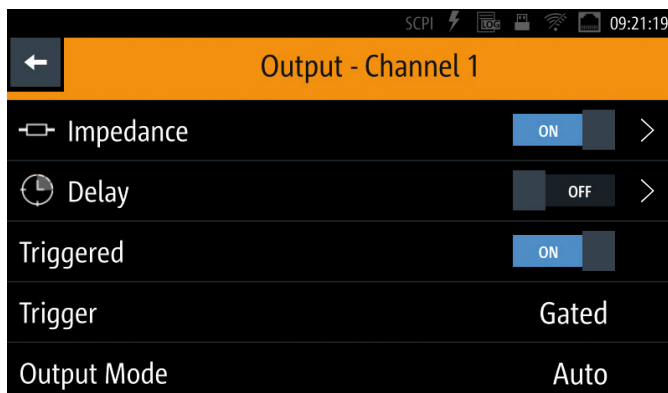 SCPI LOG 09:21:19
Output - Channel 1
Impedance ON
Delay OFF
Triggered ON
Trigger Gated
Output Mode Auto